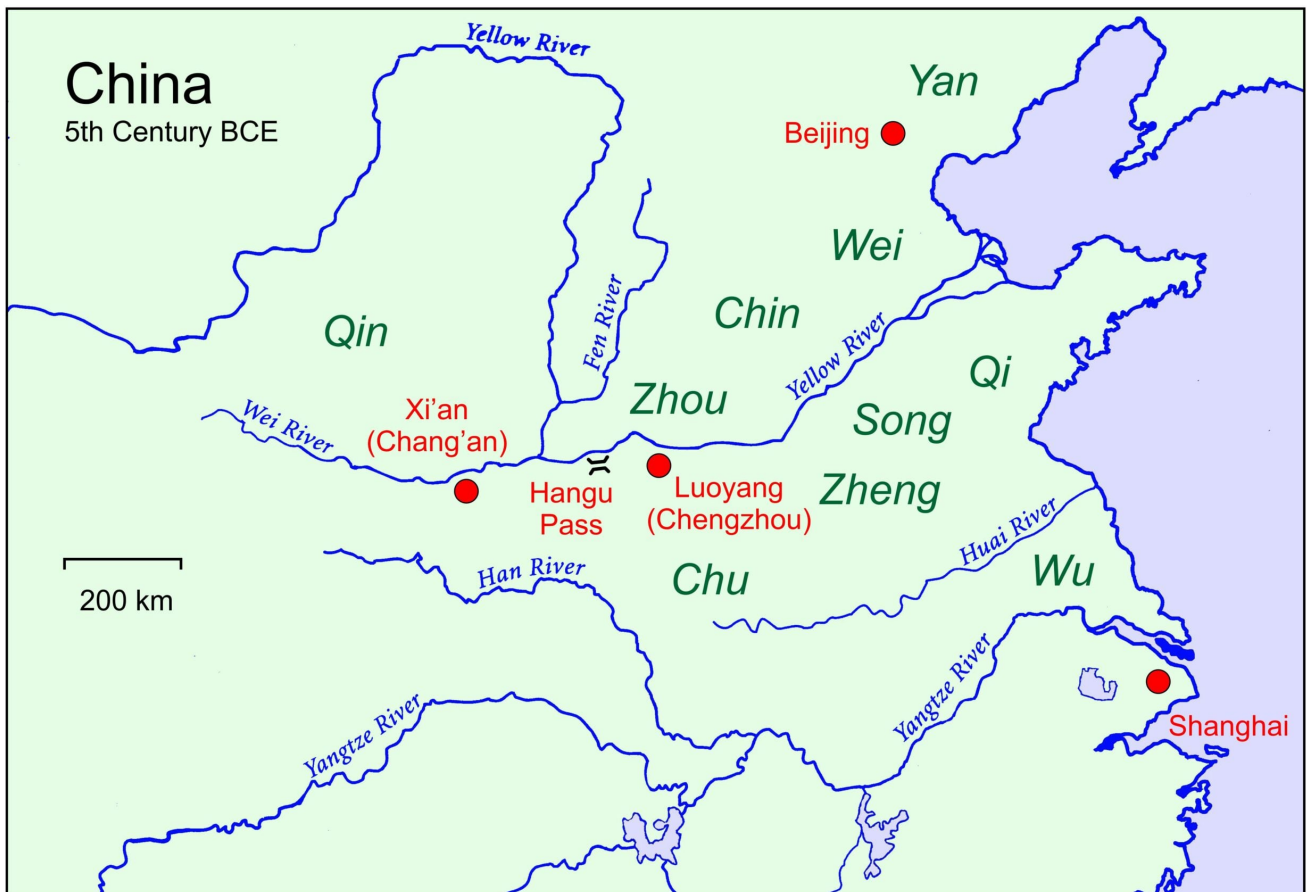 China
5th Century BCE
Yellow River
Yan
Beijing
Wei
Chin
Qin
Fen River
Yellow River
Qi
Zhou
Song
Wei River
Xi'an
(Chang'an)
Hangu
Pass
Luoyang
(Chengzhou)
Zheng
Huai River
Wu
Han River
Chu
200 km
Yangtze River
Yangtze River
Shanghai